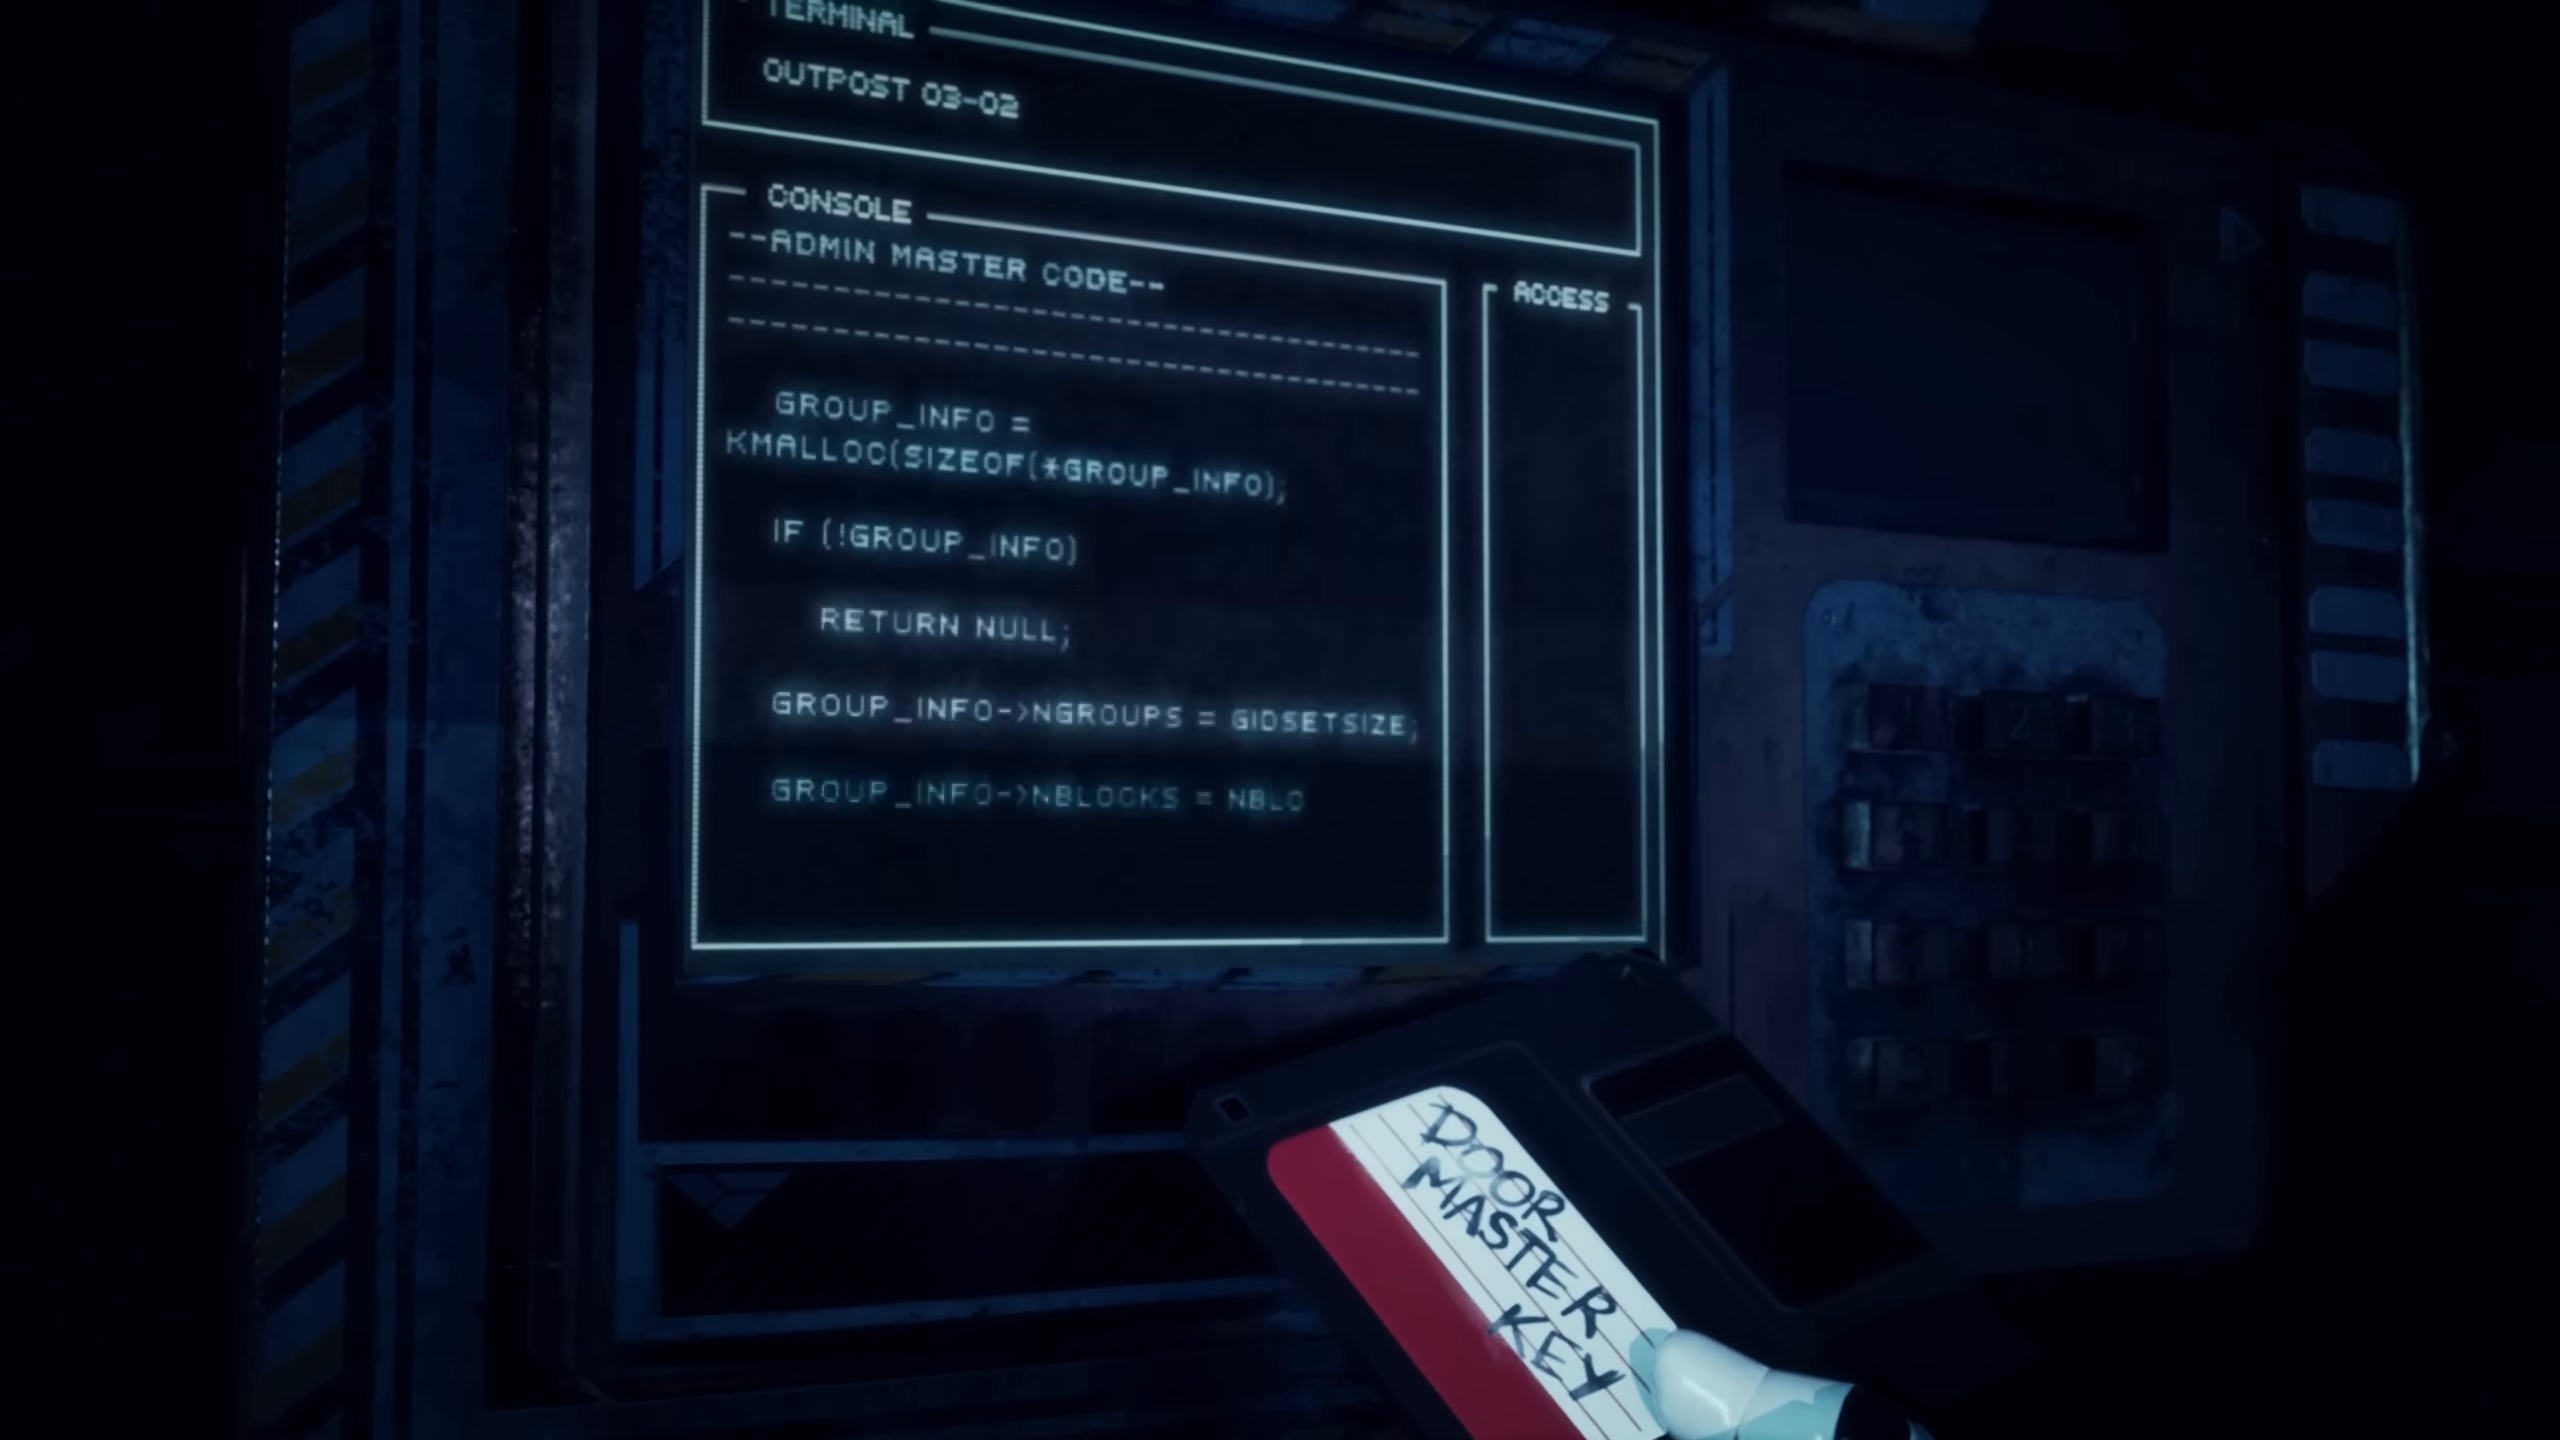 TERMINAL
OUTPOST 03-02
CONSOLE
--ADMIN MASTER CODE--
----------------------------------
----------------------------------
GROUP_INFO =
KMALLOC(SIZEOF(*GROUP_INFO);
IF (!GROUP_INFO)
RETURN NULL;
GROUP_INFO->NGROUPS = GIDSETSIZE;
GROUP_INFO->NBLOCKS = NBLO
ACCESS
2
DOOR
MASTER
KEY